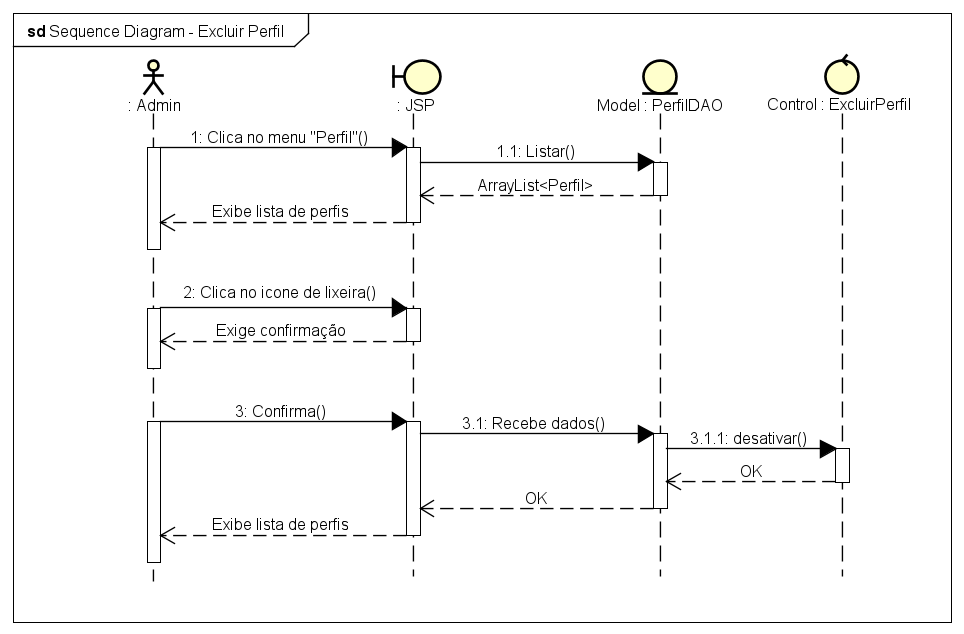 sd Sequence Diagram - Excluir Perfil
: Admin
: JSP
Model : PerfilDAO
Control : ExcluirPerfil
1: Clica no menu "Perfil"()
1.1: Listar()
ArrayList<Perfil>
Exibe lista de perfis
2: Clica no icone de lixeira()
Exige confirmação
3: Confirma()
3.1: Recebe dados()
3.1.1: desativar()
OK
OK
Exibe lista de perfis